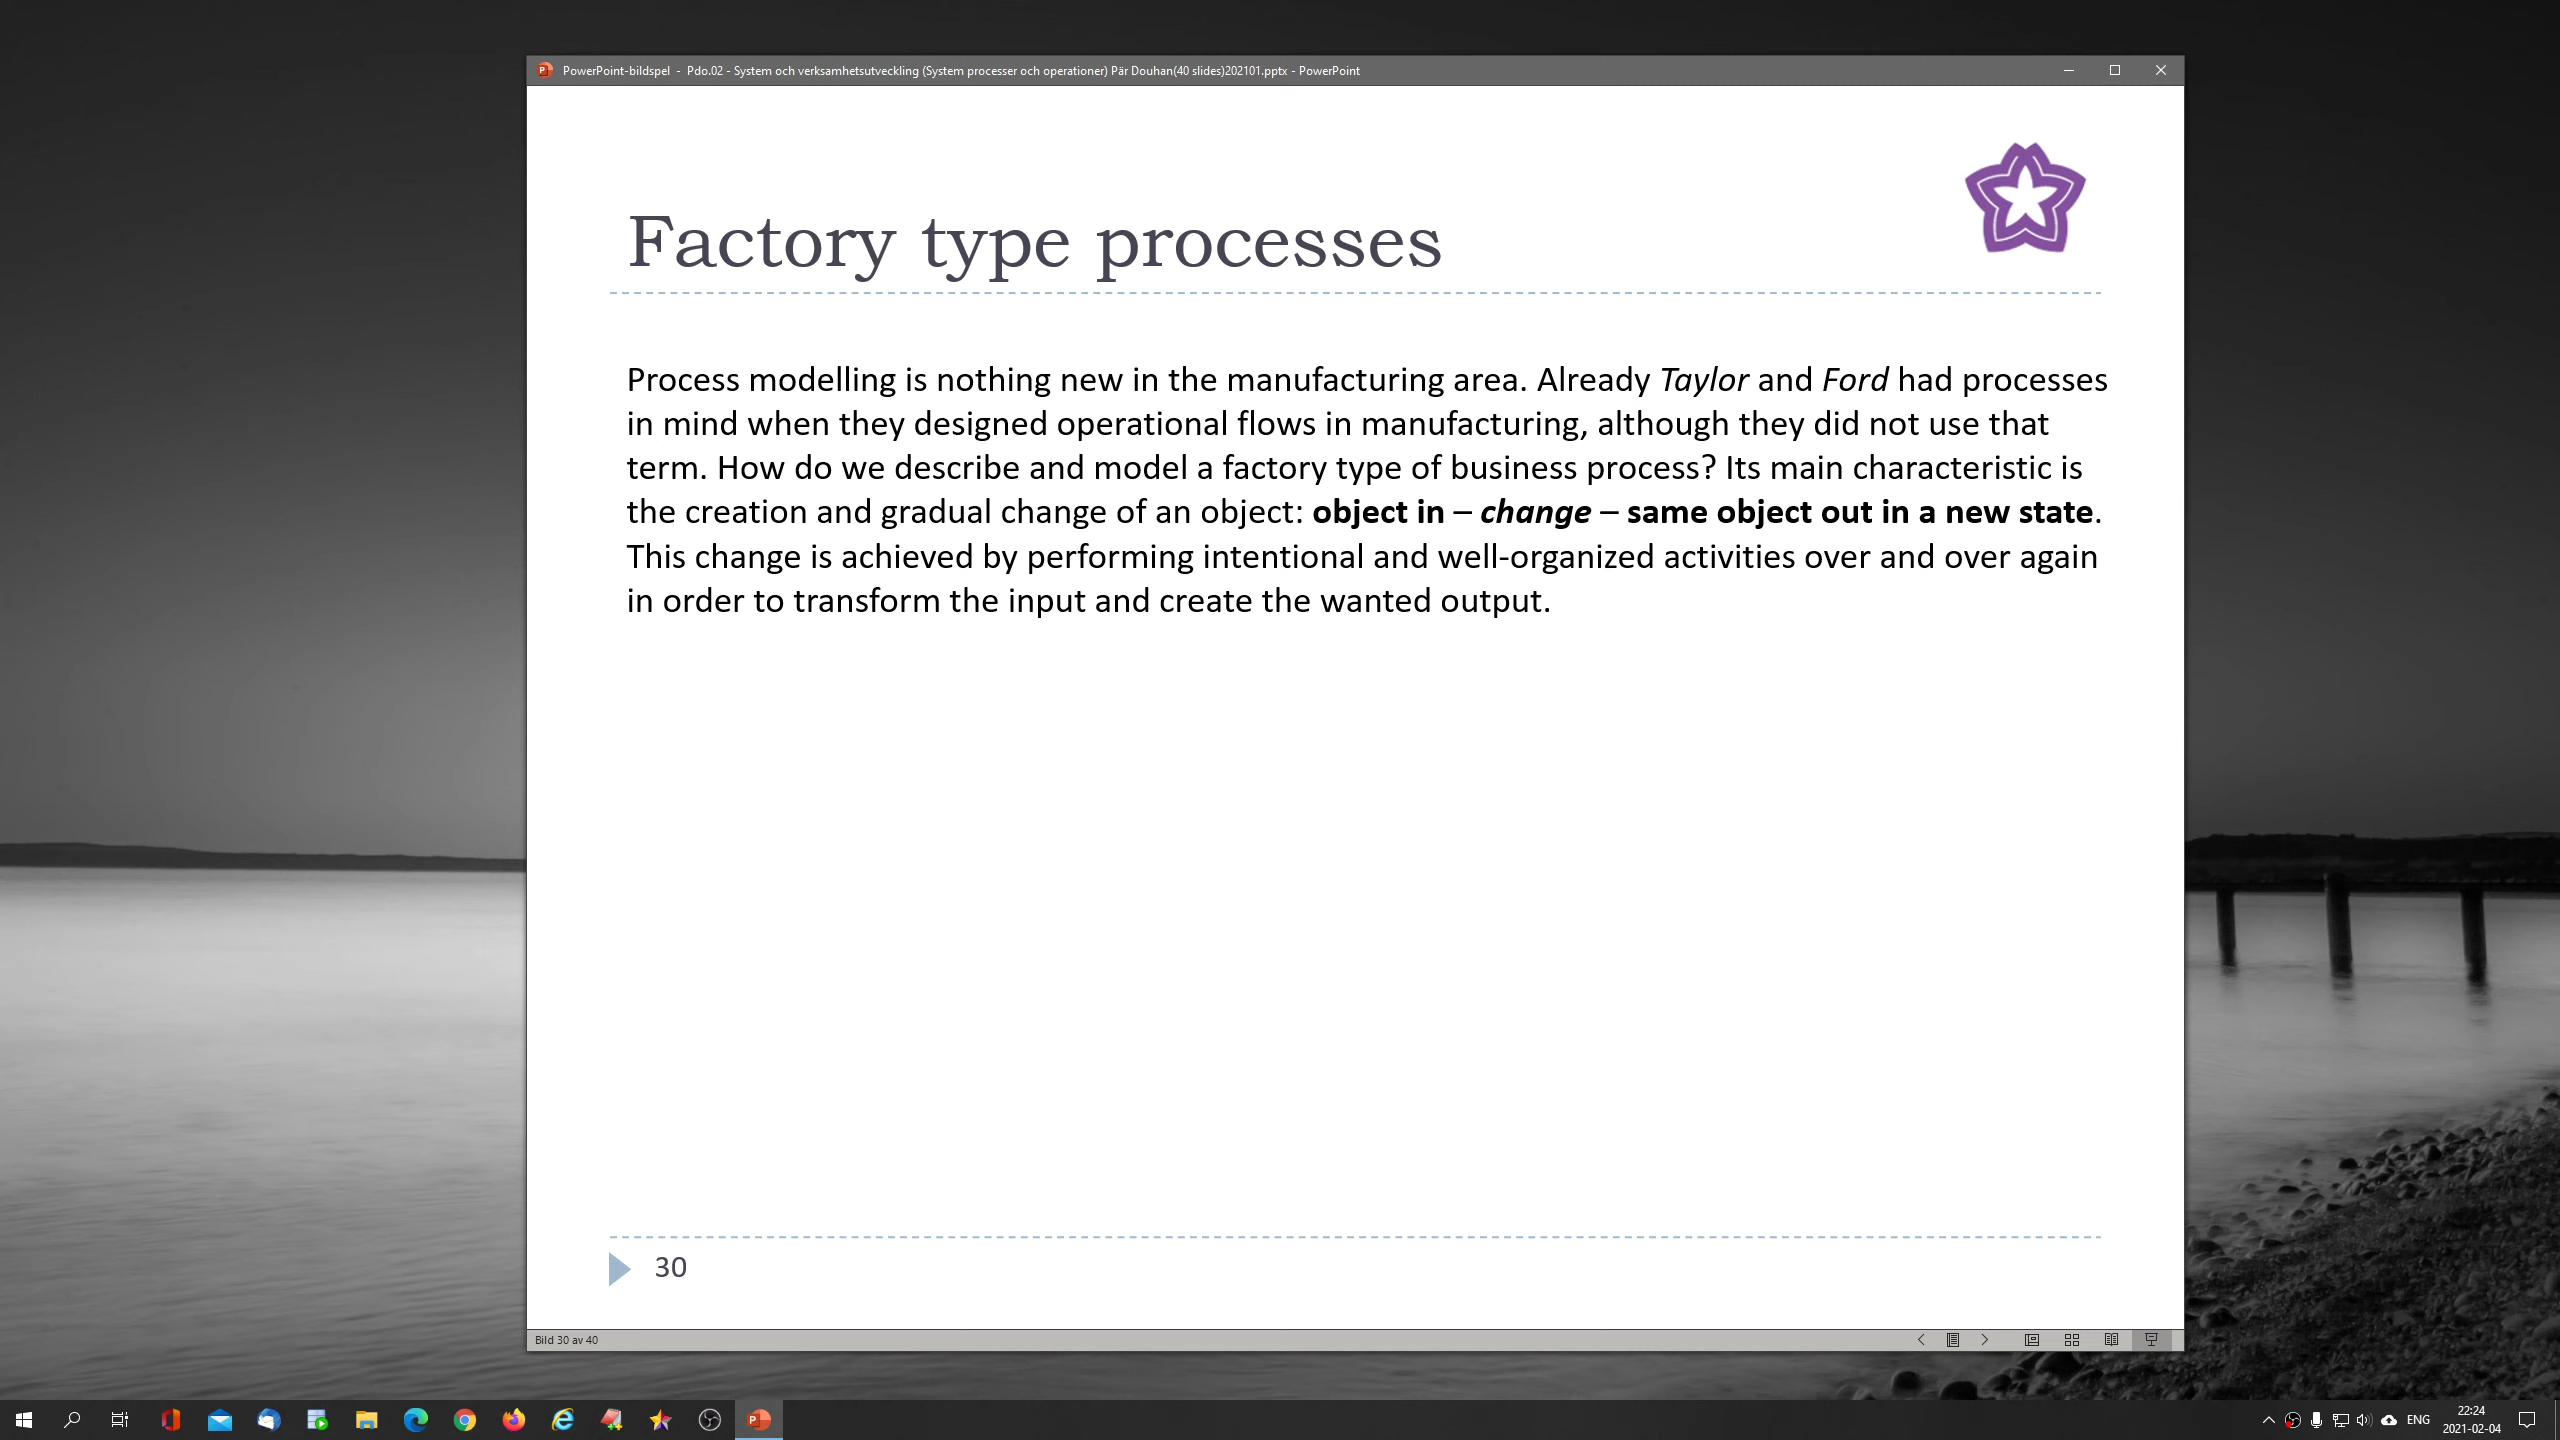 PowerPoint-bildspel - Pdo.02 - System och verksamhetsutveckling (System processer och operationer) Pär Douhan(40 slides)202101.pptx - PowerPoint
Factory type processes
Process modelling is nothing new in the manufacturing area. Already Taylor and Ford had processes
in mind when they designed operational flows in manufacturing, although they did not use that
term. How do we describe and model a factory type of business process? Its main characteristic is
the creation and gradual change of an object: object in – change – same object out in a new state.
This change is achieved by performing intentional and well-organized activities over and over again
in order to transform the input and create the wanted output.
30
Bild 30 av 40
ENG
22:24
2021-02-04